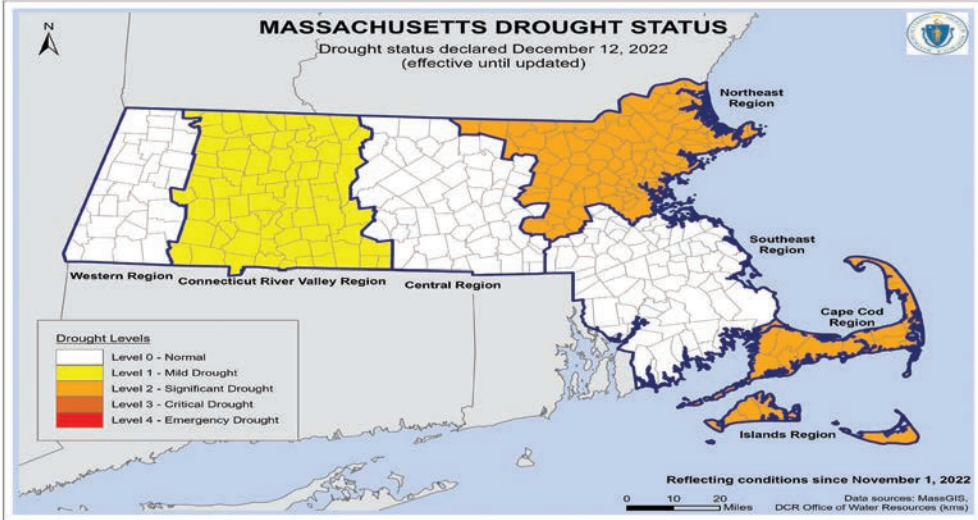 N
MASSACHUSETTS DROUGHT STATUS
Drought status declared December 12, 2022
(effective until updated)
Northeast
Region
Southeast
Region
Western Region
Connecticut River Valley Region
Central Region
Cape Cod
Region
Drought Levels
Level 0 - Normal
Level 1 - Mild Drought
Level 2 - Significant Drought
Level 3 - Critical Drought
Level 4 - Emergency Drought
Islands Region
Reflecting conditions since November 1, 2022
0 10 20
Miles
Data sources: MassGIS,
DCR Office of Water Resources (kms)